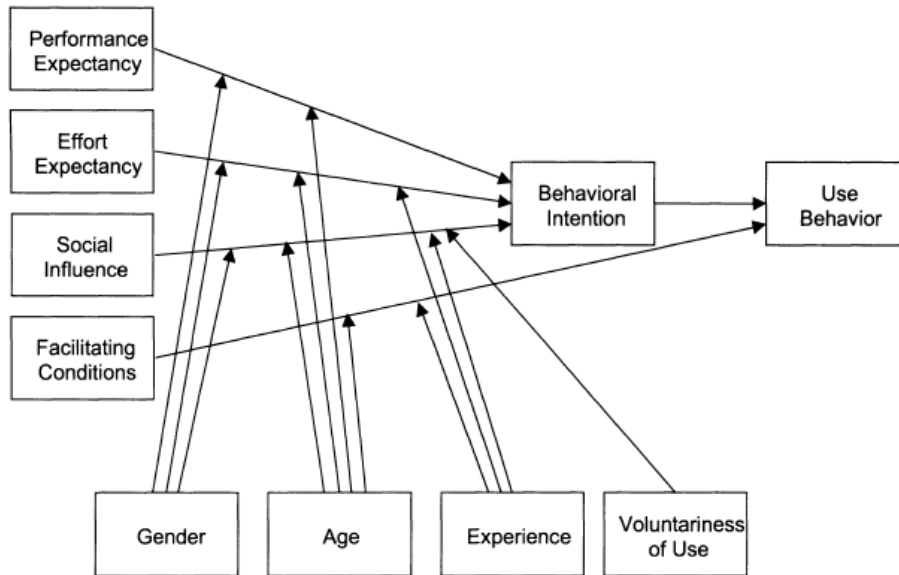 Performance
Expectancy
Effort
Expectancy
Social
Influence
Facilitating
Conditions
Behavioral
Intention
Use
Behavior
Gender
Age
Experience
Voluntariness
of Use